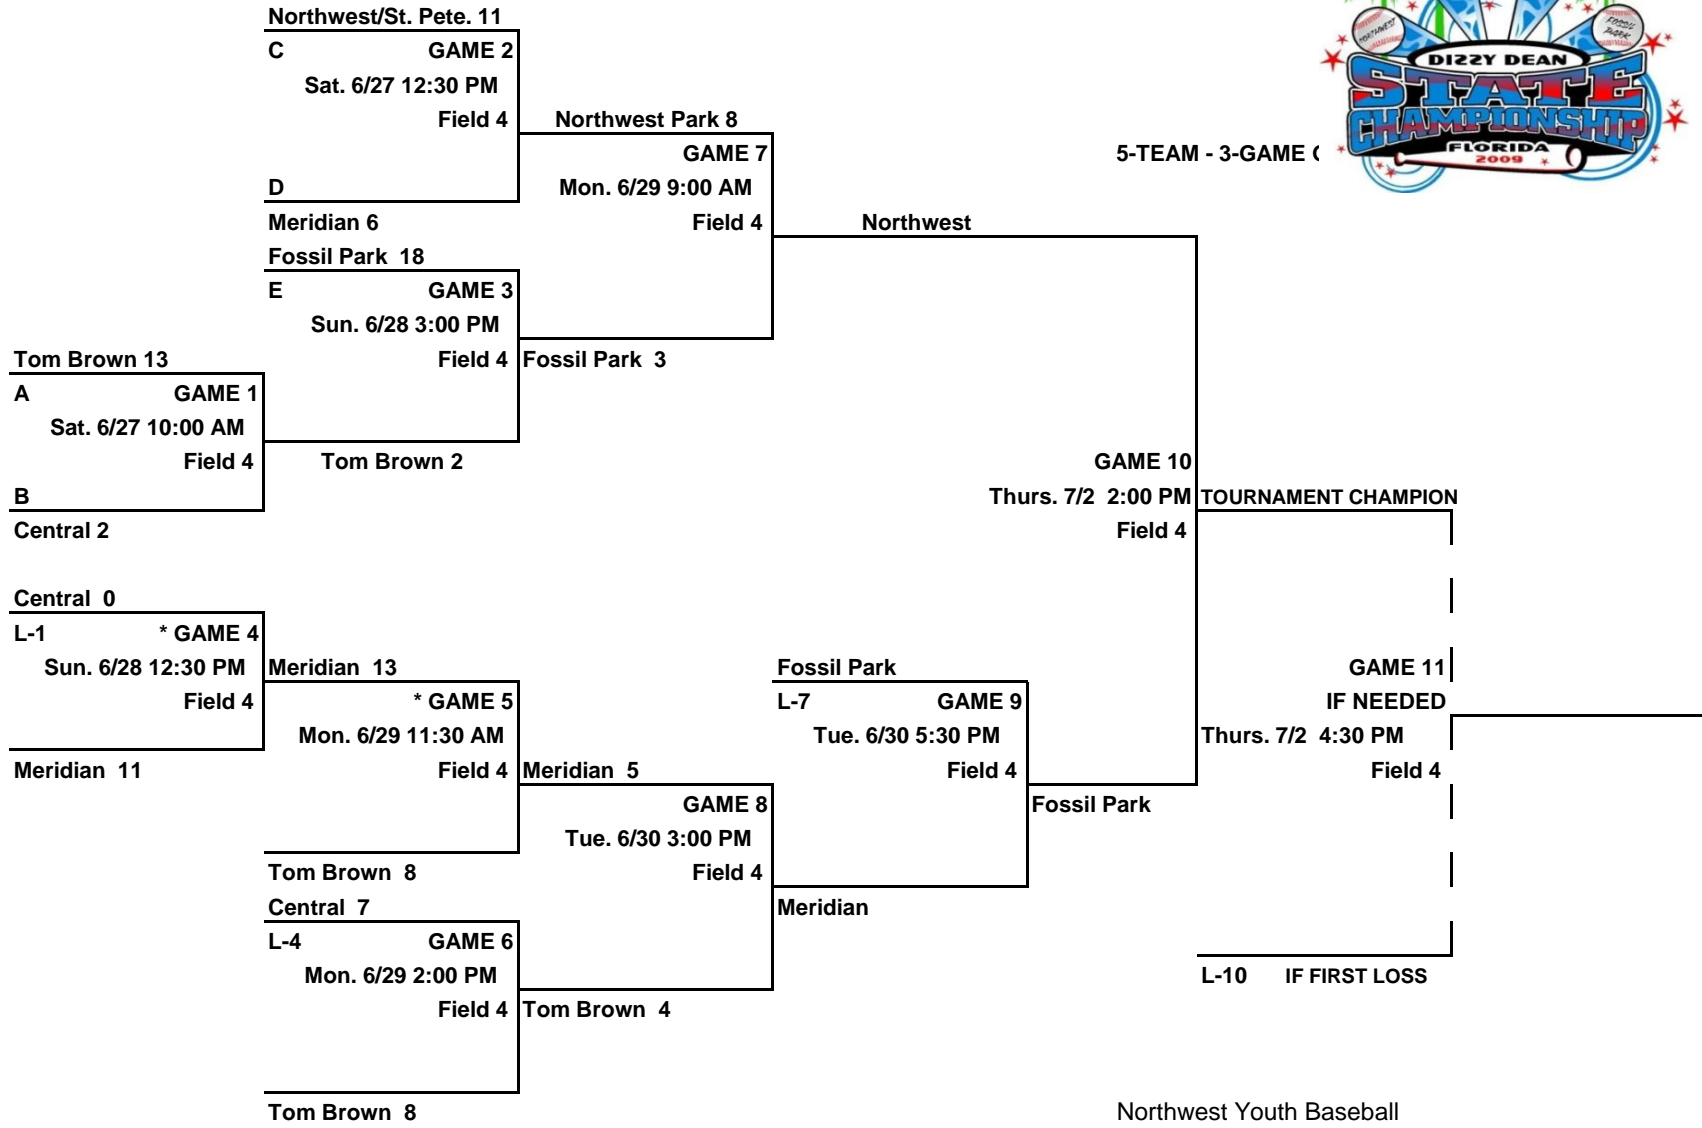 Northwest/St. Pete. 11
C GAME 2
Sat. 6/27 12:30 PM
Field 4
D
Meridian 6
Northwest Park 8
GAME 7
Mon. 6/29 9:00 AM
Field 4
Northwest
5-TEAM - 3-GAME
NORTHWEST
FOSSIL PARK
DIZZY DEAN
STATE
CHAMPIONSHIP
FLORIDA
2009
Fossil Park 18
E GAME 3
Sun. 6/28 3:00 PM
Field 4
Fossil Park 3
Tom Brown 13
A GAME 1
Sat. 6/27 10:00 AM
Field 4
B
Central 2
Tom Brown 2
GAME 10
Thurs. 7/2 2:00 PM
Field 4
TOURNAMENT CHAMPION
Central 0
L-1 * GAME 4
Sun. 6/28 12:30 PM
Field 4
Meridian 11
Meridian 13
* GAME 5
Mon. 6/29 11:30 AM
Field 4
Tom Brown 8
Meridian 5
GAME 8
Tue. 6/30 3:00 PM
Field 4
Fossil Park
L-7 GAME 9
Tue. 6/30 5:30 PM
Field 4
Meridian
Fossil Park
GAME 11
IF NEEDED
Thurs. 7/2 4:30 PM
Field 4
Central 7
L-4 GAME 6
Mon. 6/29 2:00 PM
Field 4
Tom Brown 8
Tom Brown 4
L-10 IF FIRST LOSS
Northwest Youth Baseball